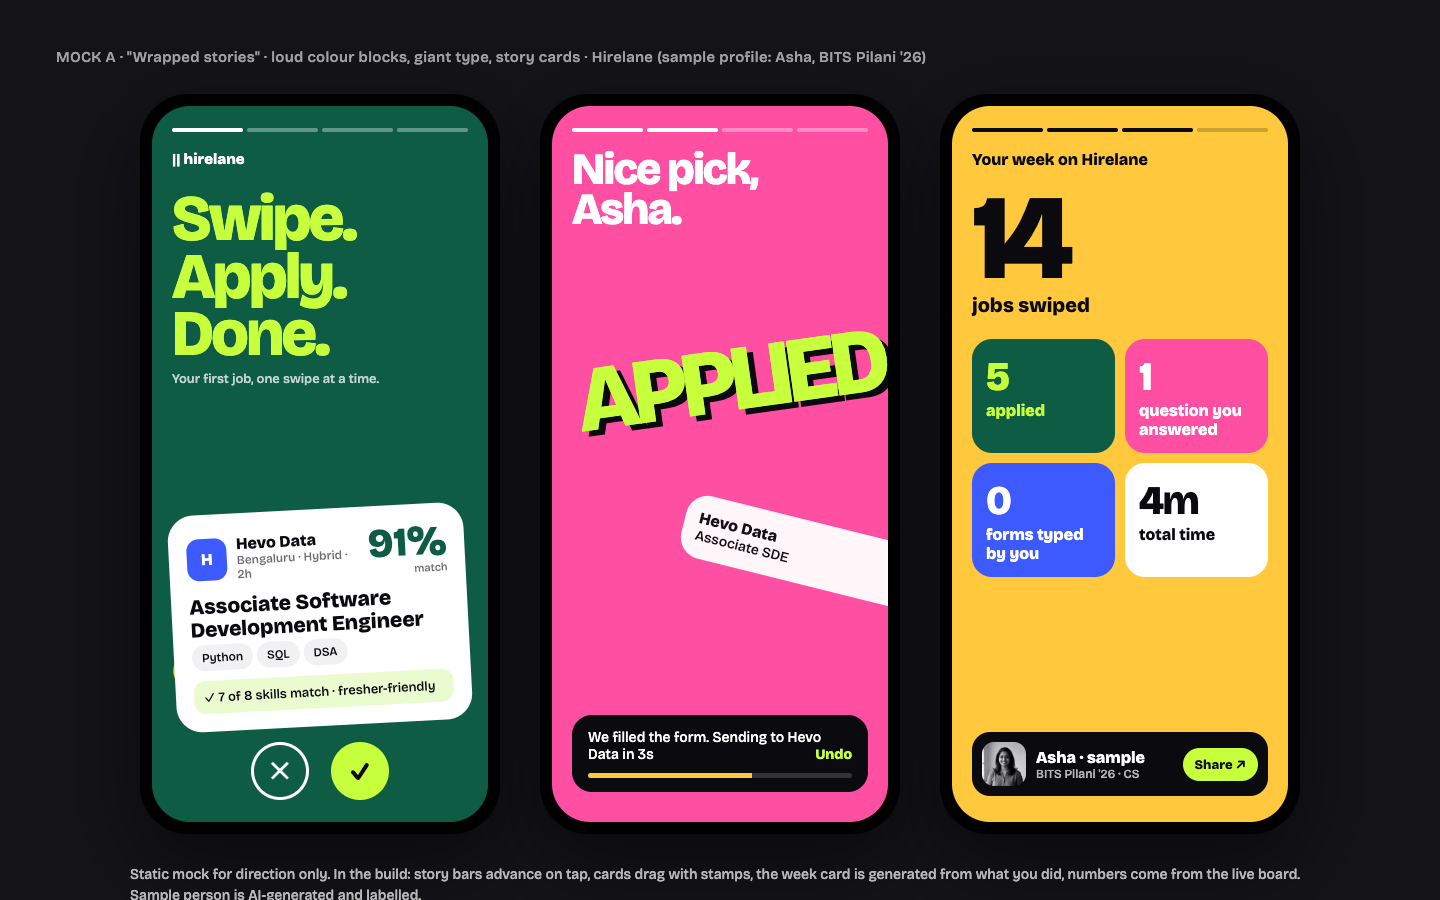 MOCK A · "Wrapped stories" · loud colour blocks, giant type, story cards · Hirelane (sample profile: Asha, BITS Pilani '26)
hirelane
Swipe.
Apply.
Done.
Your first job, one swipe at a time.
H
Hevo Data
Bengaluru · Hybrid ·
2h
91%
match
Associate Software
Development Engineer
Python
SQL
DSA
✓ 7 of 8 skills match · fresher-friendly
Nice pick,
Asha.
APPLIED
Hevo Data
Associate SDE
We filled the form. Sending to Hevo
Data in 3s
Undo
Your week on Hirelane
14
jobs swiped
5
applied
1
question you
answered
0
forms typed
by you
4m
total time
Asha · sample
BITS Pilani '26 · CS
Share ↗
Static mock for direction only. In the build: story bars advance on tap, cards drag with stamps, the week card is generated from what you did, numbers come from the live board.
Sample person is AI-generated and labelled.